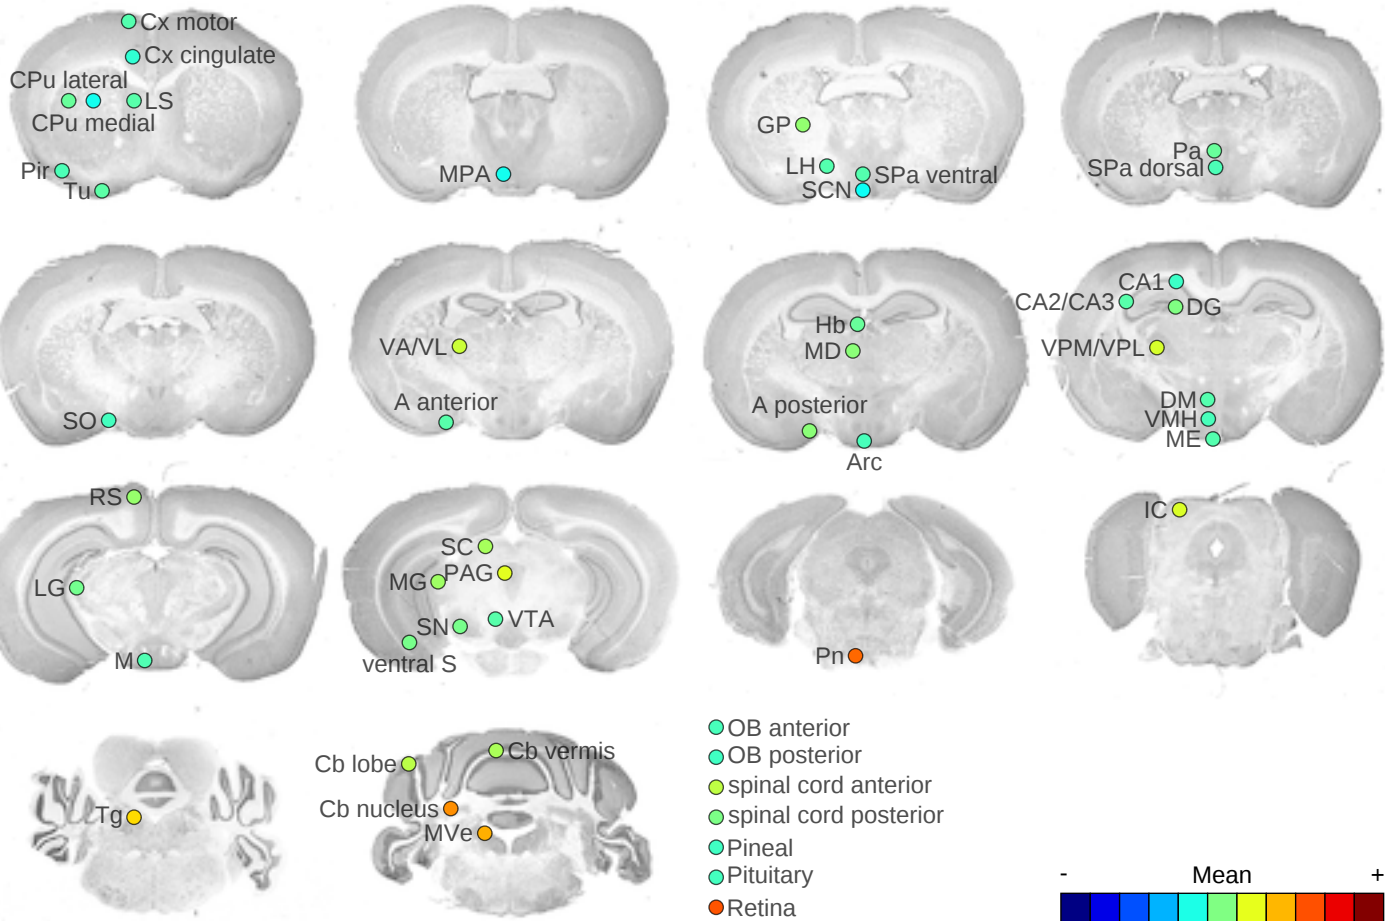 Cx motor
Cx cingulate
CPu lateral
LS
CPu medial
Pir
Tu
MPA
GP
LH
SPa ventral
SCN
Pa
SPa dorsal
SO
VA/VL
A anterior
Hb
MD
A posterior
Arc
CA1
CA2/CA3
DG
VPM/VPL
DM
VMH
ME
RS
LG
M
SC
PAG
MG
VTA
SN
ventral S
Pn
IC
Tg
Cb vermis
Cb lobe
Cb nucleus
MVe
OB anterior
OB posterior
spinal cord anterior
spinal cord posterior
Pineal
Pituitary
Retina
- Mean +